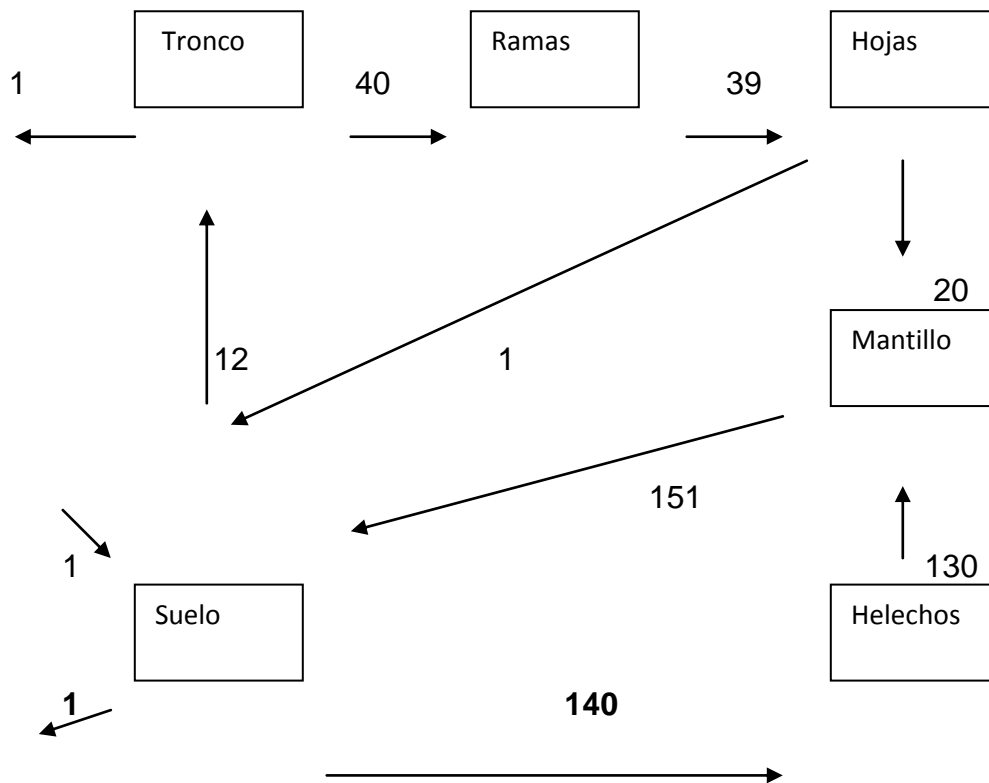 Tronco
Ramas
Hojas
1
40
39
20
Mantillo
12
1
151
1
130
Suelo
Helechos
1
140